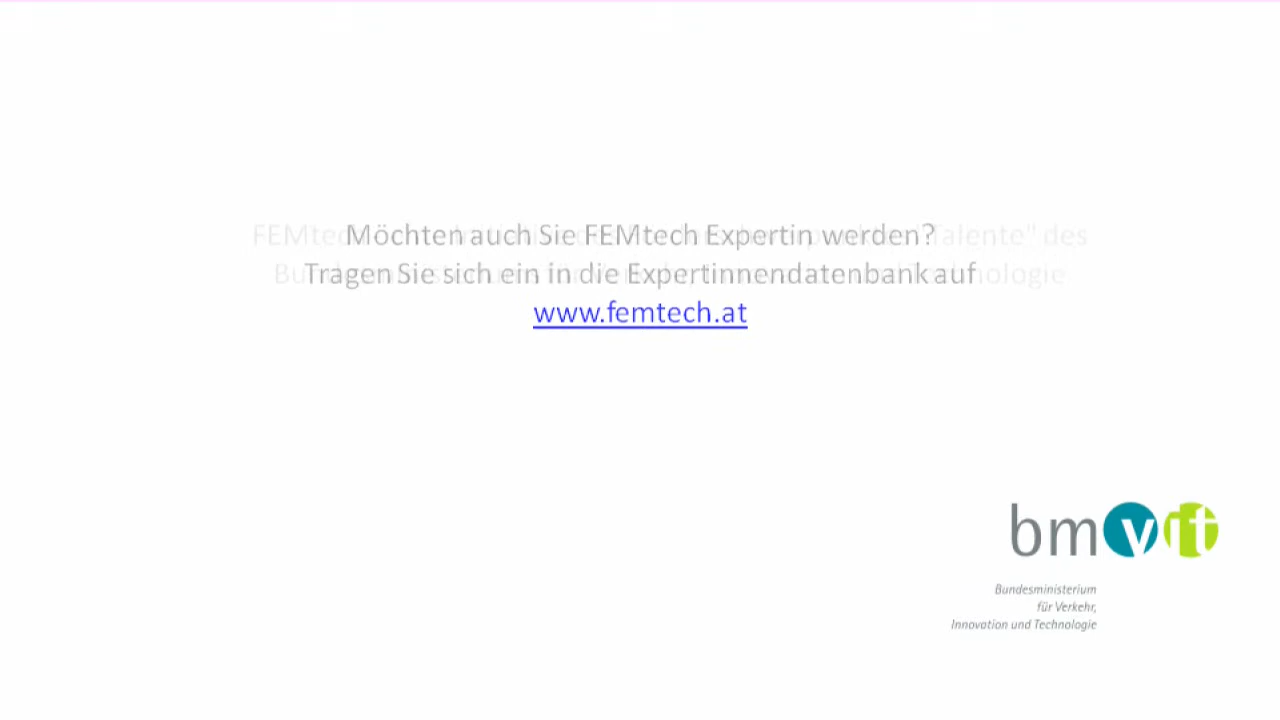 Möchten auch Sie FEMtech Expertin werden?
Tragen Sie sich ein in die Expertinnendatenbank auf
www.femtech.at
bmvit
Bundesministerium
für Verkehr,
Innovation und Technologie